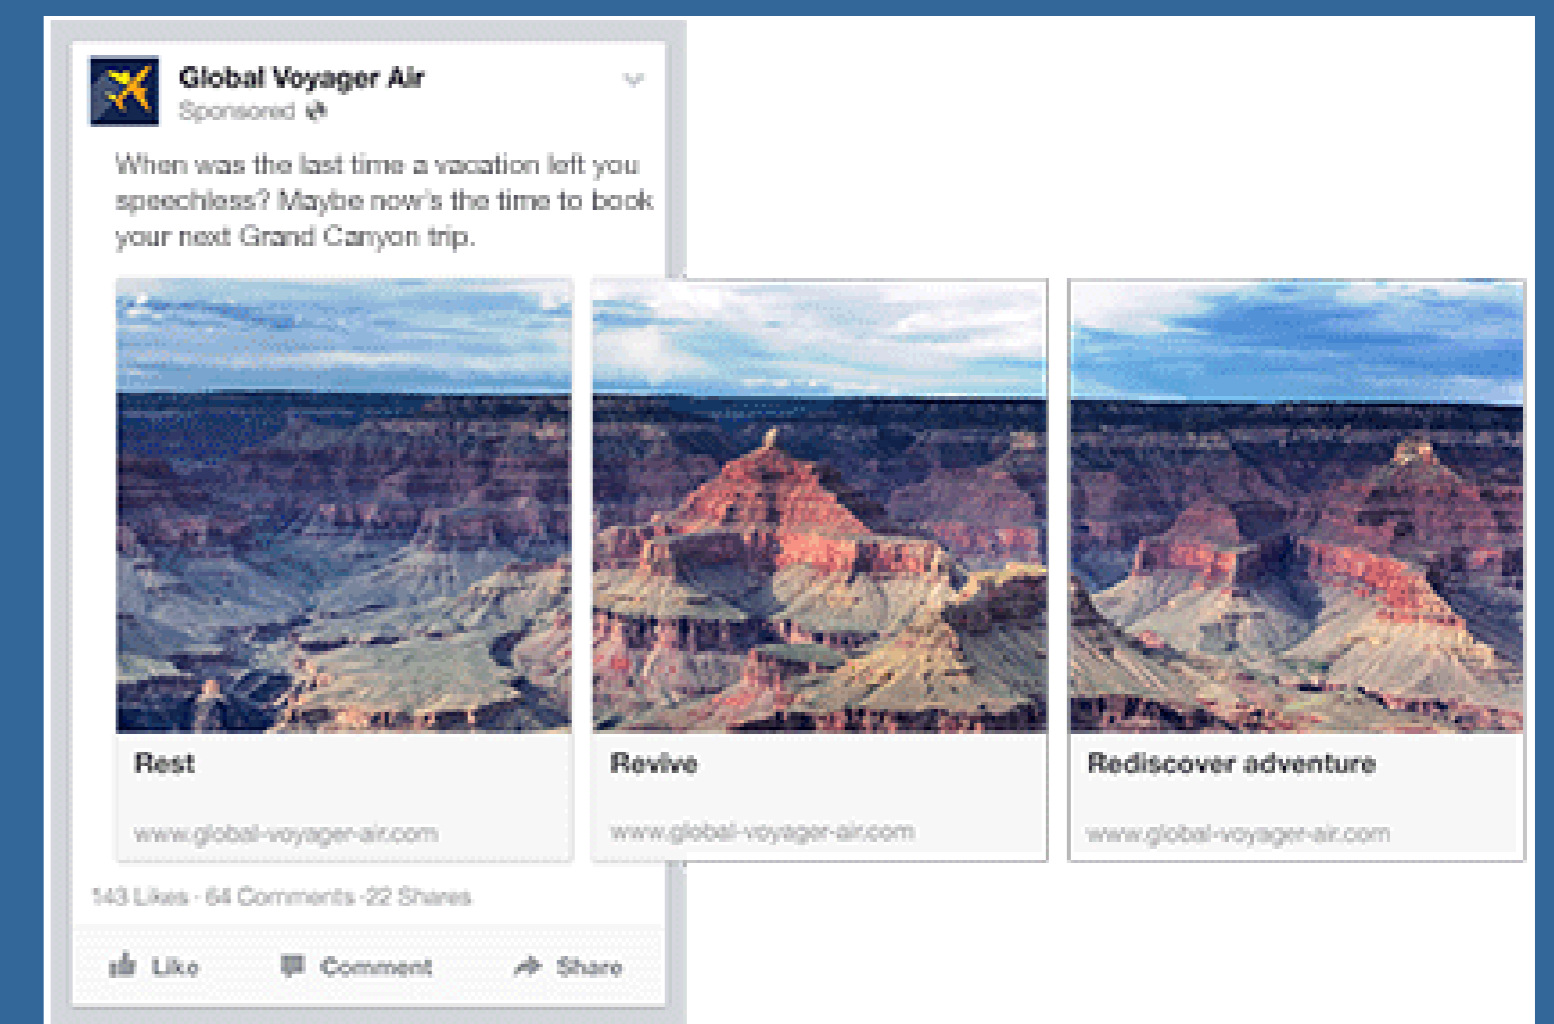 Global Voyager Air
Sponsored
When was the last time a vacation left you
speechless? Maybe now's the time to book
your next Grand Canyon trip.
Rest
www.global-voyager-air.com
Revive
www.global-voyager-air.com
Rediscover adventure
www.global-voyager-air.com
143 Likes · 64 Comments · 22 Shares
Like Comment Share